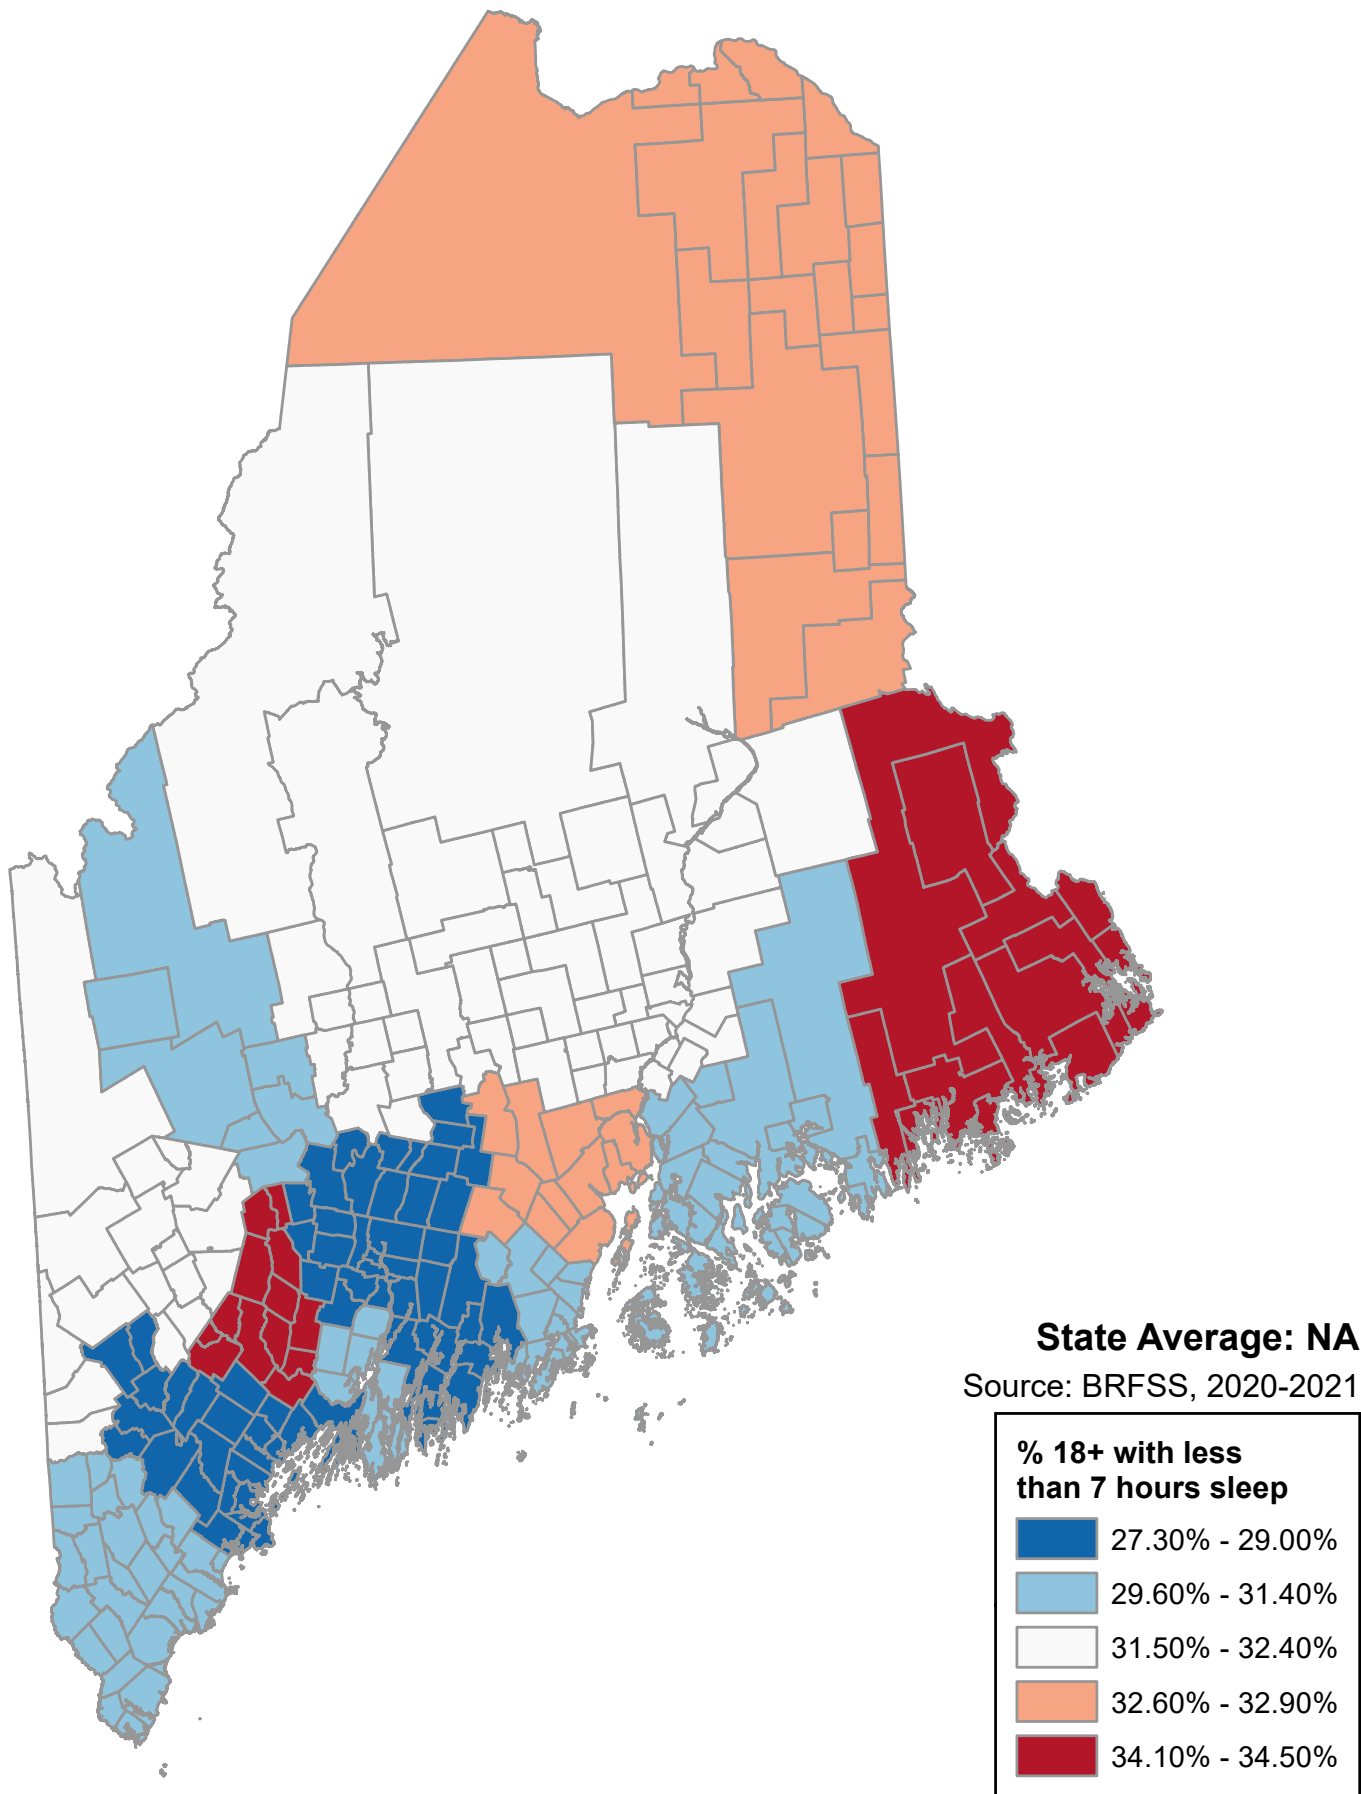 State Average: NA
Source: BRFSS, 2020-2021
% 18+ with less
than 7 hours sleep
27.30% - 29.00%
29.60% - 31.40%
31.50% - 32.40%
32.60% - 32.90%
34.10% - 34.50%